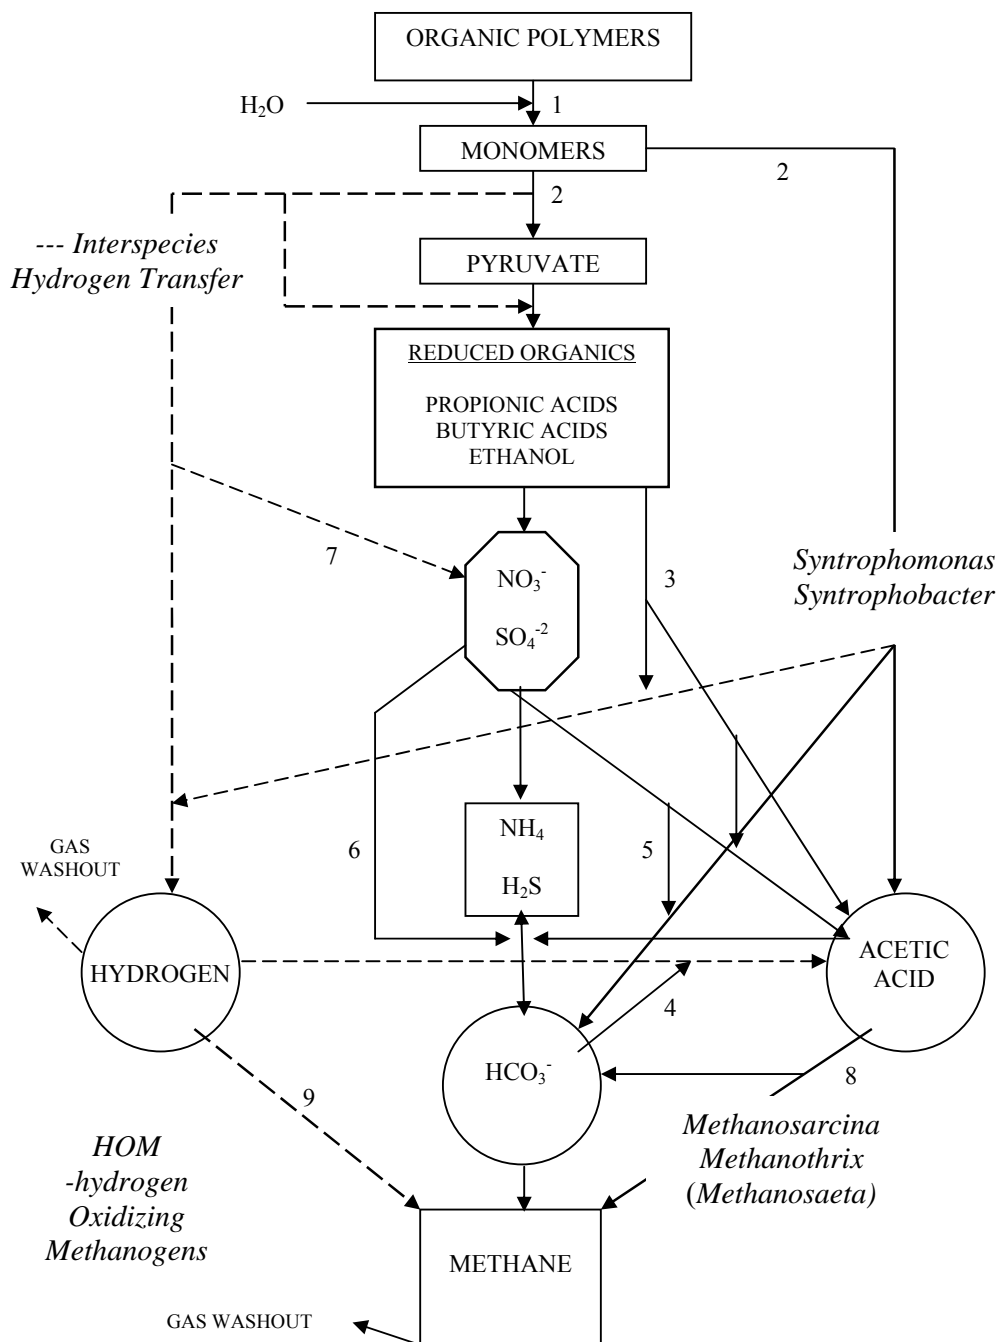 ORGANIC POLYMERS
H₂O
1
MONOMERS
2
2
--- Interspecies
Hydrogen Transfer
PYRUVATE
REDUCED ORGANICS
PROPIONIC ACIDS
BUTYRIC ACIDS
ETHANOL
7
NO₃⁻
SO₄⁻²
3
Syntrophomonas
Syntrophobacter
GAS
WASHOUT
6
NH₄
H₂S
5
HYDROGEN
ACETIC
ACID
4
HCO₃⁻
8
9
HOM
-hydrogen
Oxidizing
Methanogens
Methanosarcina
Methanothrix
(Methanosaeta)
METHANE
GAS WASHOUT